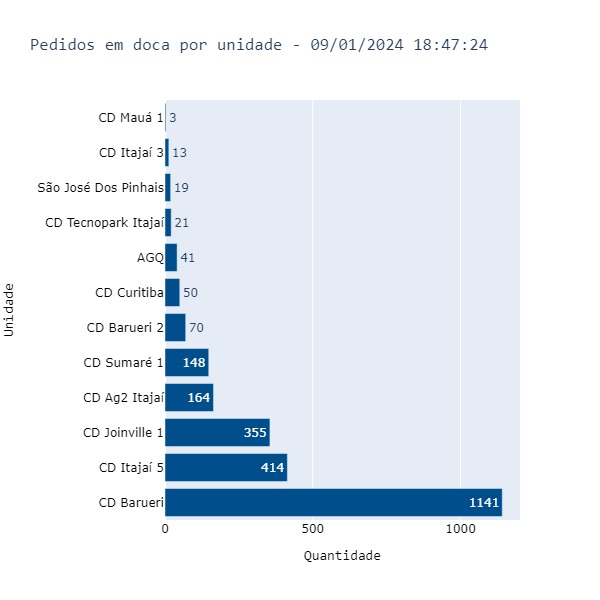 Pedidos em doca por unidade - 09/01/2024 18:47:24
Unidade
CD Mauá 1 3
CD Itajaí 3 13
São José Dos Pinhais 19
CD Tecnopark Itajaí 21
AGQ 41
CD Curitiba 50
CD Barueri 2 70
CD Sumaré 1 148
CD Ag2 Itajaí 164
CD Joinville 1 355
CD Itajaí 5 414
CD Barueri 1141
0 500 1000
Quantidade